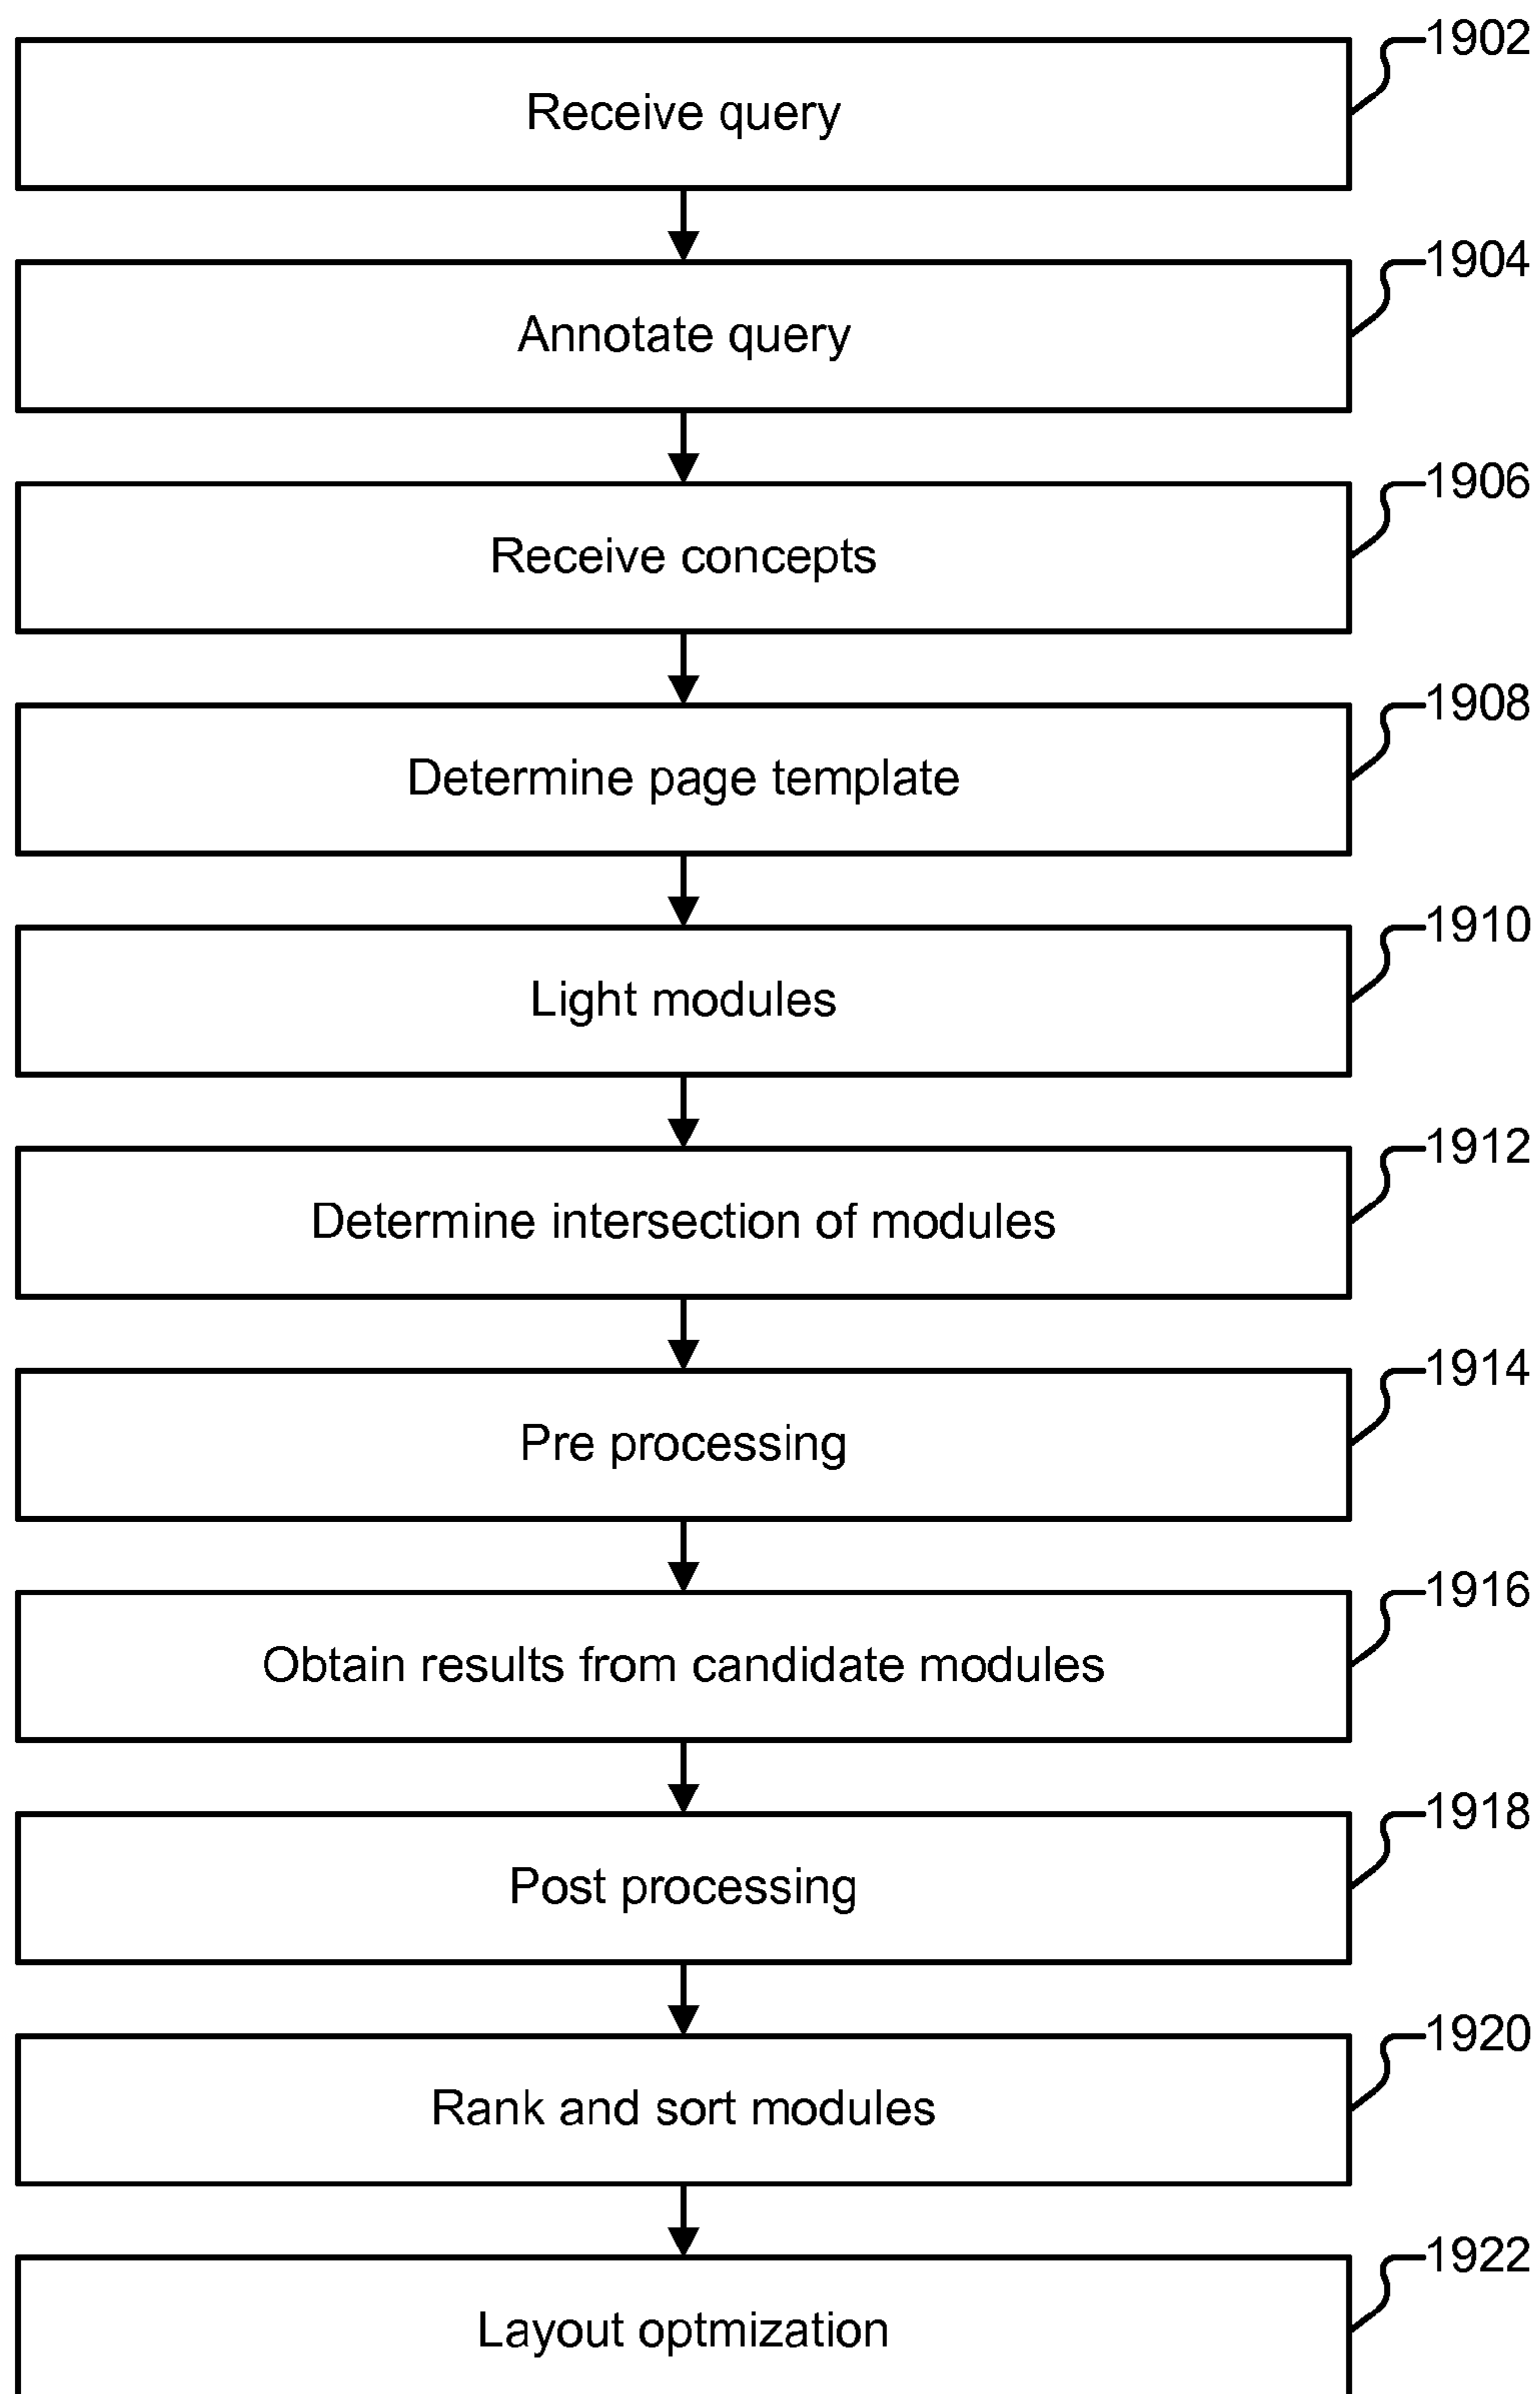 1902
Receive query
1904
Annotate query
1906
Receive concepts
1908
Determine page template
1910
Light modules
1912
Determine intersection of modules
1914
Pre processing
1916
Obtain results from candidate modules
1918
Post processing
1920
Rank and sort modules
1922
Layout optmization